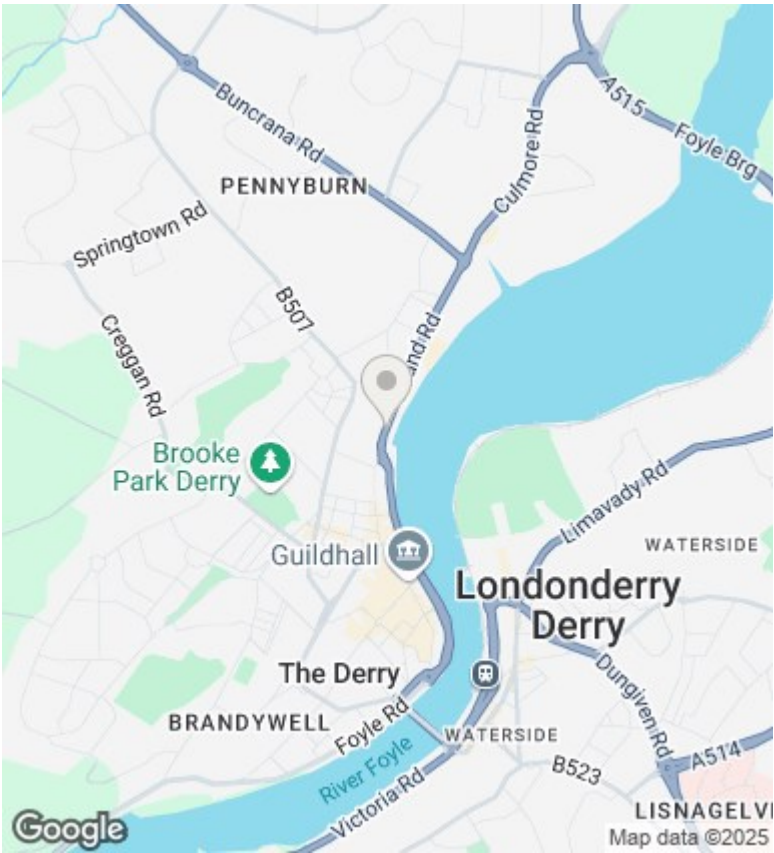 A515
Foyle Brg
Buncrana Rd
Culmore Rd
PENNYBURN
Springtown Rd
B507
and Rd
Creggan Rd
Brooke
Park Derry
Limavady Rd
WATERSIDE
Guildhall
Londonderry
Derry
The Derry
Dungiven Rd
BRANDYWELL
Foyle Rd
WATERSIDE
A514
River Foyle
B523
Victoria Rd
LISNAGELVI
Google
Map data ©2025